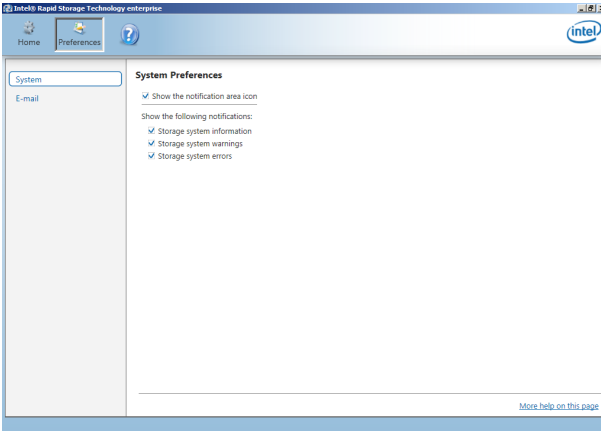 Intel® Rapid Storage Technology enterprise
Home
Preferences
?
intel
System
E-mail
System Preferences
Show the notification area icon
Show the following notifications:
Storage system information
Storage system warnings
Storage system errors
More help on this page